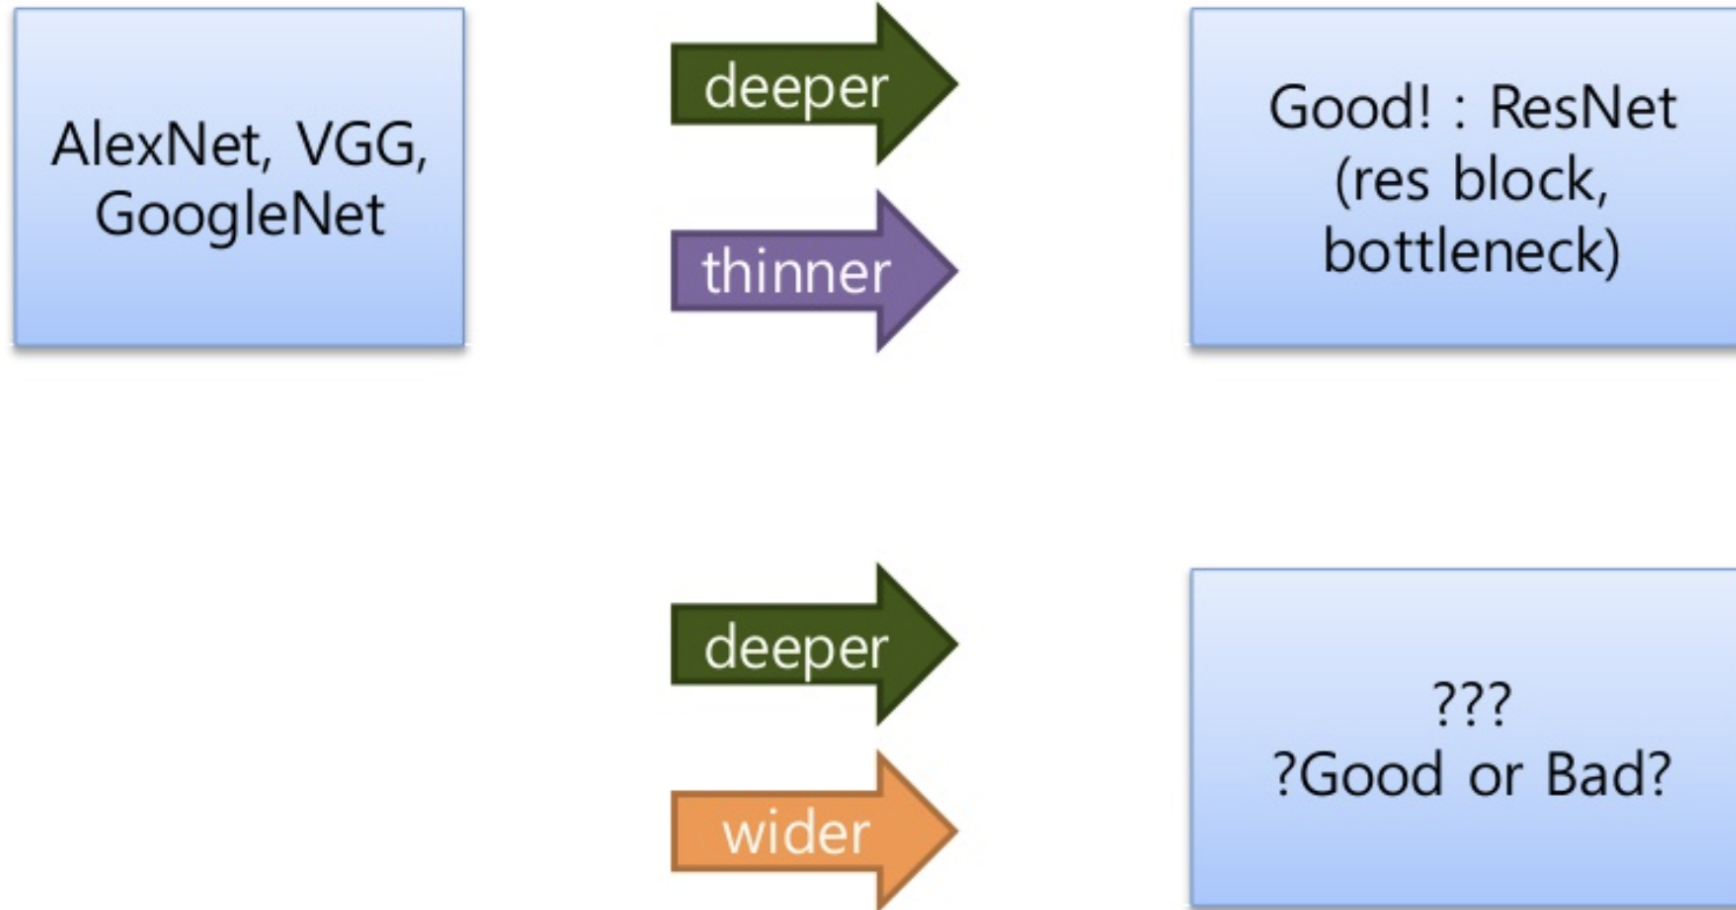 AlexNet, VGG,
GoogleNet
deeper
thinner
Good! : ResNet
(res block,
bottleneck)
deeper
wider
???
?Good or Bad?